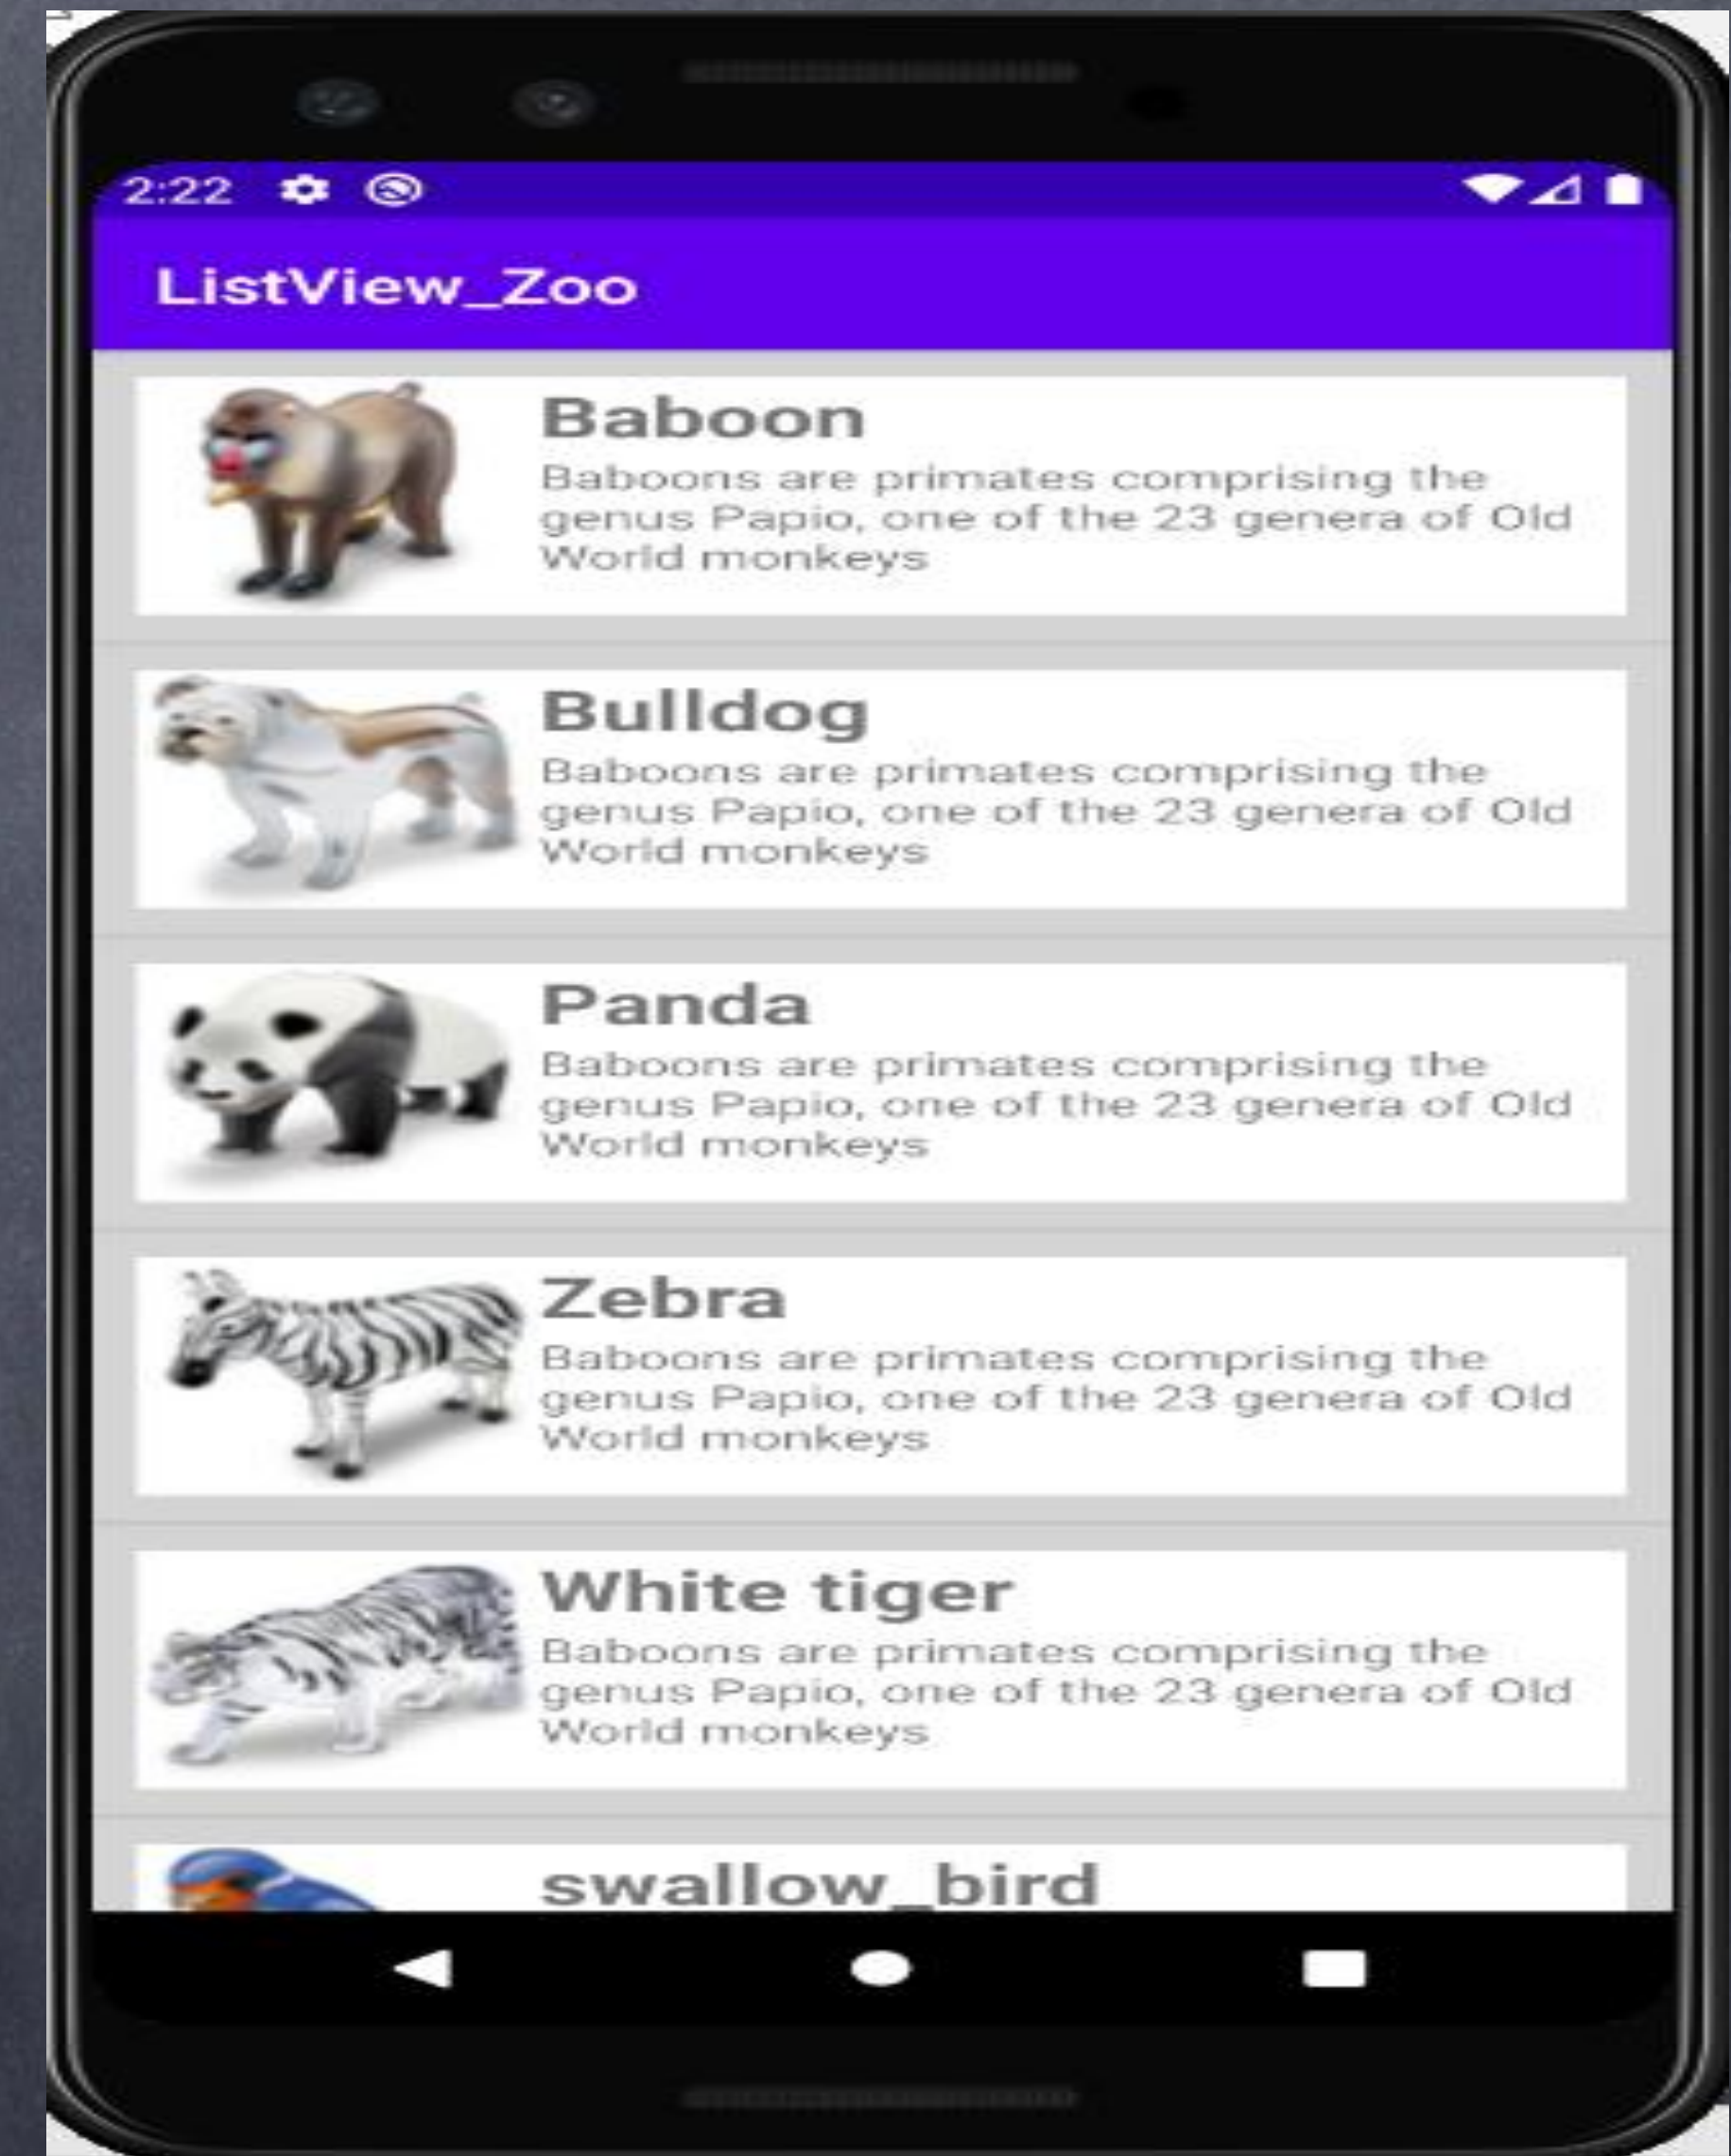 2:22
ListView_Zoo
Baboon
Baboons are primates comprising the
genus Papio, one of the 23 genera of Old
World monkeys
Bulldog
Baboons are primates comprising the
genus Papio, one of the 23 genera of Old
World monkeys
Panda
Baboons are primates comprising the
genus Papio, one of the 23 genera of Old
World monkeys
Zebra
Baboons are primates comprising the
genus Papio, one of the 23 genera of Old
World monkeys
White tiger
Baboons are primates comprising the
genus Papio, one of the 23 genera of Old
World monkeys
swallow_bird